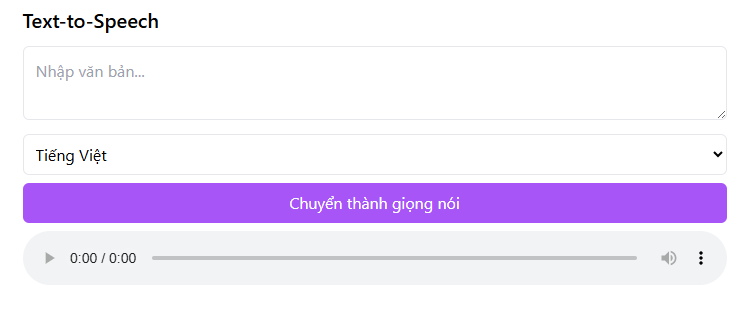 Text-to-Speech
Nhập văn bản...
Tiếng Việt
Chuyển thành giọng nói
0:00 / 0:00